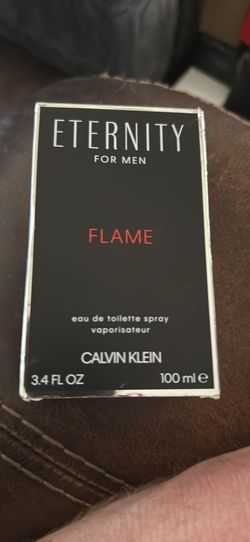 ETERNITY
FOR MEN
FLAME
eau de toilette spray
vaporisateur
CALVIN KLEIN
3.4 FL OZ 100 ml ℮